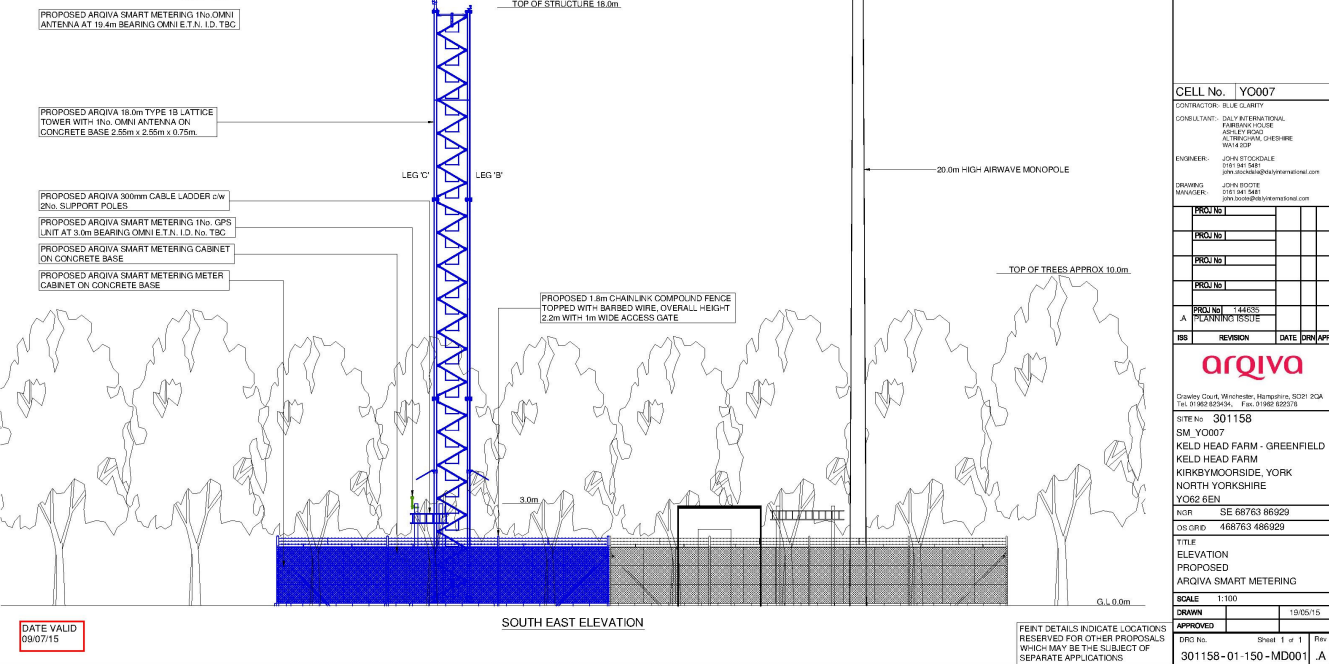 TOP OF STRUCTURE 18.0m
PROPOSED ARQIVA SMART METERING 1No.OMNI
ANTENNA AT 19.4m BEARING OMNI E.T.N. I.D. TBC
PROPOSED ARQIVA 18.0m TYPE 1B LATTICE
TOWER WITH 1No. OMNI ANTENNA ON
CONCRETE BASE 2.55m x 2.55m x 0.75m.
LEG 'C'
LEG 'B'
20.0m HIGH AIRWAVE MONOPOLE
PROPOSED ARQIVA 300mm CABLE LADDER c/w
2No. SUPPORT POLES
PROPOSED ARQIVA SMART METERING 1No. GPS
UNIT AT 3.0m BEARING OMNI E.T.N. I.D. No. TBC
PROPOSED ARQIVA SMART METERING CABINET
ON CONCRETE BASE
PROPOSED ARQIVA SMART METERING METER
CABINET ON CONCRETE BASE
TOP OF TREES APPROX 10.0m
PROPOSED 1.8m CHAINLINK COMPOUND FENCE
TOPPED WITH BARBED WIRE, OVERALL HEIGHT
2.2m WITH 1m WIDE ACCESS GATE
3.0m
G.L 0.0m
SOUTH EAST ELEVATION
DATE VALID
09/07/15
FEINT DETAILS INDICATE LOCATIONS
RESERVED FOR OTHER PROPOSALS
WHICH MAY BE THE SUBJECT OF
SEPARATE APPLICATIONS
CELL No. YO007
CONTRACTOR:- BLUE CLARITY
CONSULTANT:- DALY INTERNATIONAL
FAIRBANK HOUSE
ASHLEY ROAD
ALTRINCHAM, CHESHIRE
WA14 2DP
ENGINEER:- JOHN STOCKDALE
0161 941 5481
john.stockdale@dalyinternational.com
DRAWING JOHN BOOTE
MANAGER:- 0161 941 5481
john.boote@dalyinternational.com
PROJ No
PROJ No
PROJ No
PROJ No
PROJ No 144635
.A PLANNING ISSUE
ISS REVISION DATE DRN APP
arqiva
Crawley Court, Winchester, Hampshire, SO21 2QA
Tel. 01962 823434, Fax. 01962 822378
SITE No 301158
SM_YO007
KELD HEAD FARM - GREENFIELD
KELD HEAD FARM
KIRKBYMOORSIDE, YORK
NORTH YORKSHIRE
YO62 6EN
NGR SE 68763 86929
OS GRID 468763 486929
TITLE
ELEVATION
PROPOSED
ARQIVA SMART METERING
SCALE 1:100
DRAWN 19/05/15
APPROVED
DRG No. Sheet 1 of 1 Rev
301158-01-150-MD001 .A